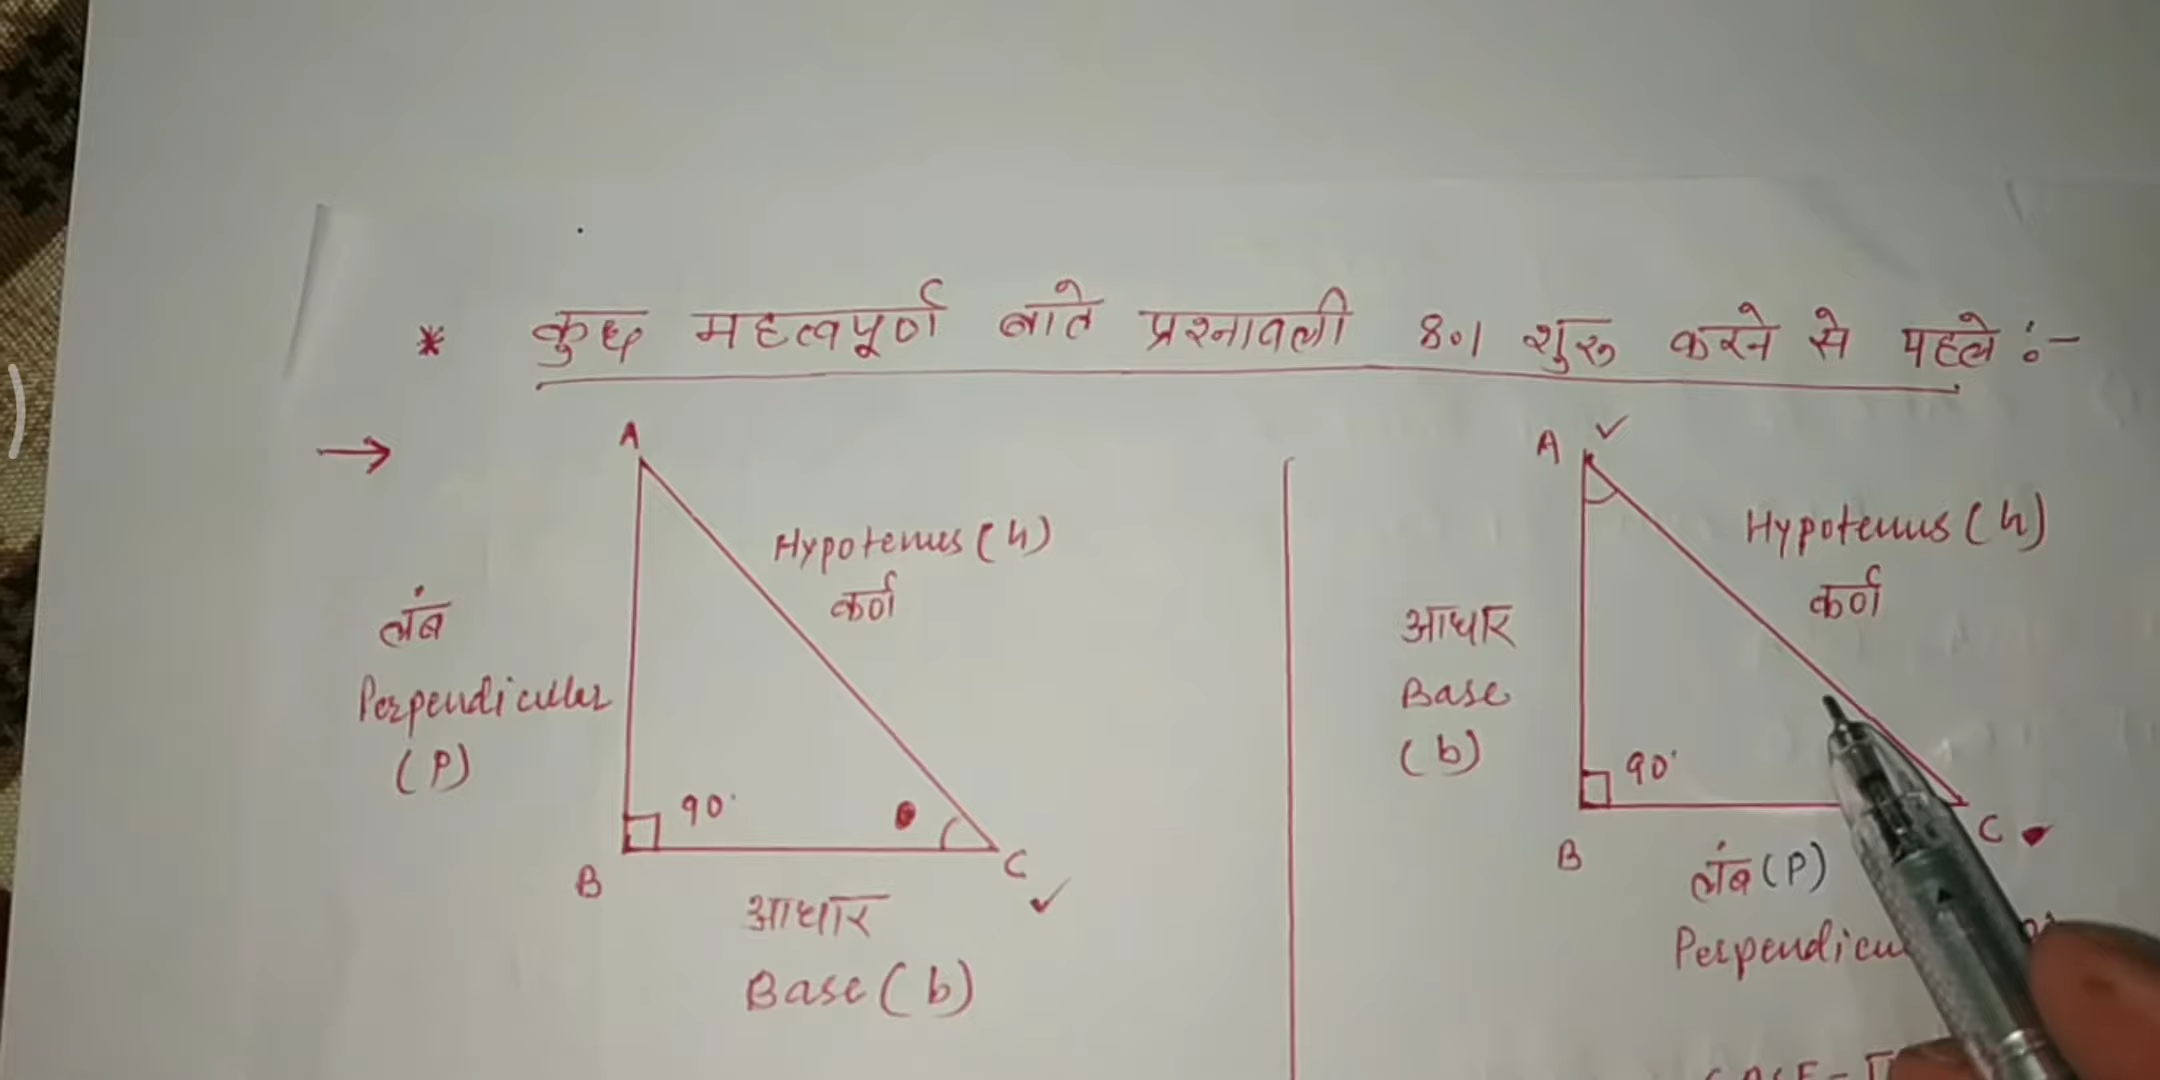 * कुछ महत्वपूर्ण बाते प्रश्नावली 8.1 शुरू करने से पहले :-
→
A
Hypotenus (h)
कर्ण
लंब
Perpendicular
(P)
90°
B
C ✓
आधार
Base (b)
A ✓
Hypotenus (h)
कर्ण
आधार
Base
(b)
90°
B
C
लंब (P)